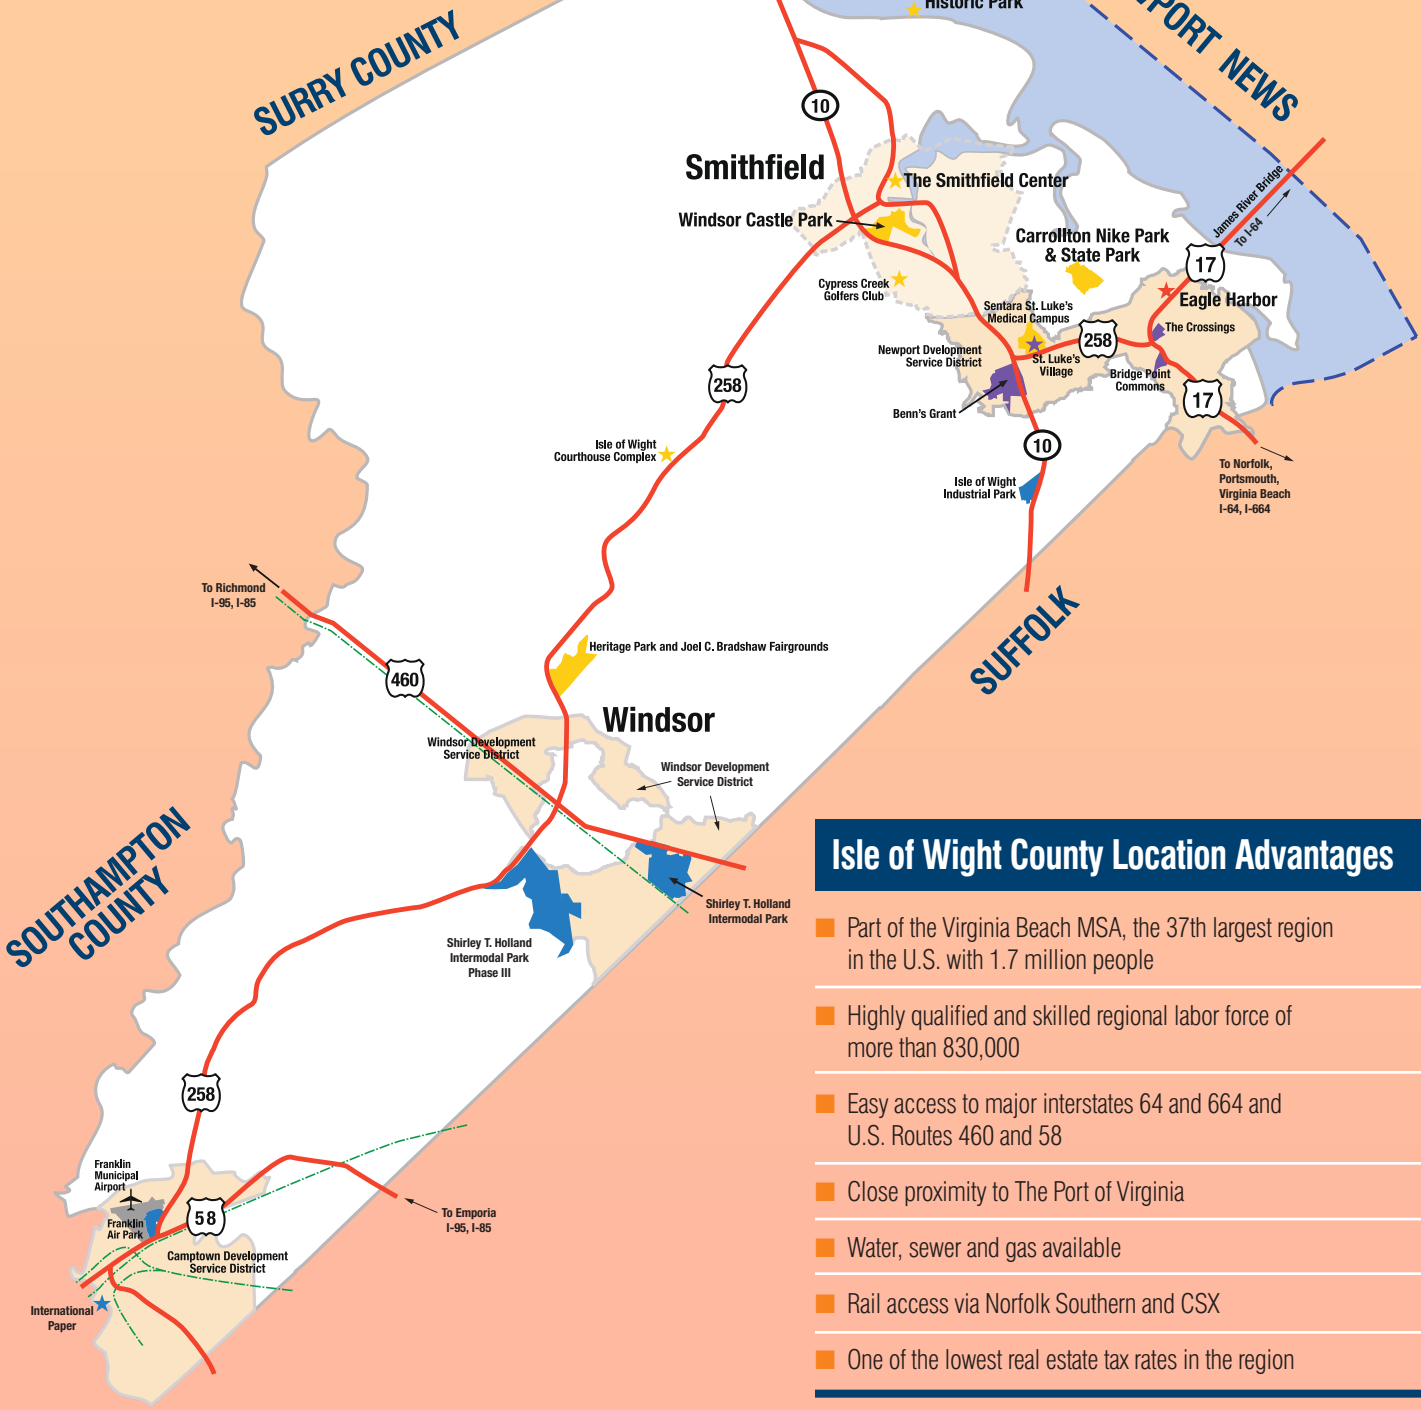 Historic Park
PORT NEWS
SURRY COUNTY
10
Smithfield
The Smithfield Center
Windsor Castle Park
James River Bridge
To I-64
Carrollton Nike Park
& State Park
17
Cypress Creek
Golfers Club
Eagle Harbor
Sentara St. Luke's
Medical Campus
The Crossings
258
Newport Dvelopment
Service District
St. Luke's
Village
Bridge Point
Commons
258
17
Benn's Grant
10
Isle of Wight
Courthouse Complex
To Norfolk,
Portsmouth,
Virginia Beach
I-64, I-664
Isle of Wight
Industrial Park
To Richmond
I-95, I-85
SUFFOLK
Heritage Park and Joel C. Bradshaw Fairgrounds
460
Windsor
Windsor Development
Service District
Windsor Development
Service District
SOUTHAMPTON
COUNTY
Shirley T. Holland
Intermodal Park
Shirley T. Holland
Intermodal Park
Phase III
258
Franklin
Municipal
Airport
Franklin
Air Park
58
To Emporia
I-95, I-85
Camptown Development
Service District
International
Paper
Isle of Wight County Location Advantages
Part of the Virginia Beach MSA, the 37th largest region
in the U.S. with 1.7 million people
Highly qualified and skilled regional labor force of
more than 830,000
Easy access to major interstates 64 and 664 and
U.S. Routes 460 and 58
Close proximity to The Port of Virginia
Water, sewer and gas available
Rail access via Norfolk Southern and CSX
One of the lowest real estate tax rates in the region